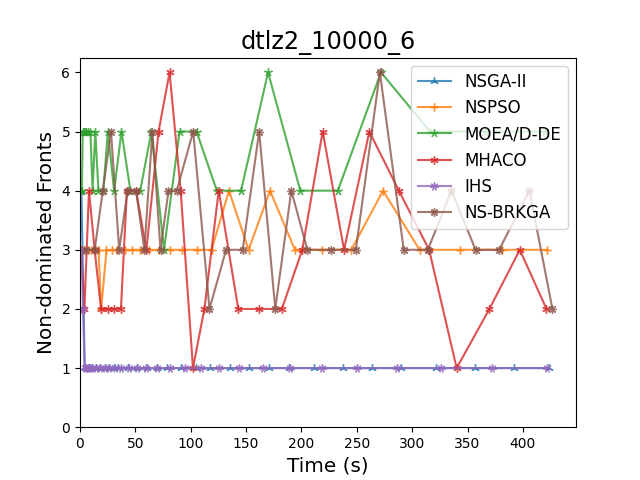 dtlz2_10000_6
Non-dominated Fronts
6
5
4
3
2
1
0
0 50 100 150 200 250 300 350 400
Time (s)
NSGA-II
NSPSO
MOEA/D-DE
MHACO
IHS
NS-BRKGA